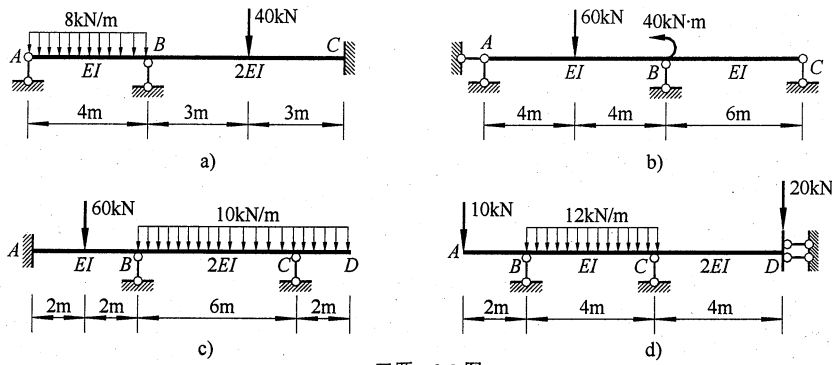 8kN/m 40kN
A B C
EI 2EI
4m 3m 3m
a)
60kN 40kN·m
A B C
EI EI
4m 4m 6m
b)
60kN 10kN/m
A B C D
EI 2EI
2m 2m 6m 2m
c)
10kN 12kN/m 20kN
A B C D
EI 2EI
2m 4m 4m
d)